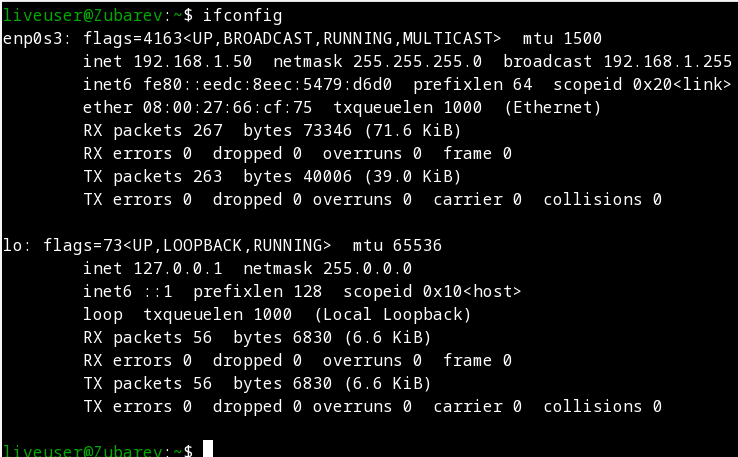 liveuser@Zubarev:~$ ifconfig
enp0s3: flags=4163<UP,BROADCAST,RUNNING,MULTICAST>  mtu 1500
        inet 192.168.1.50  netmask 255.255.255.0  broadcast 192.168.1.255
        inet6 fe80::eedc:8eec:5479:d6d0  prefixlen 64  scopeid 0x20<link>
        ether 08:00:27:66:cf:75  txqueuelen 1000  (Ethernet)
        RX packets 267  bytes 73346 (71.6 KiB)
        RX errors 0  dropped 0  overruns 0  frame 0
        TX packets 263  bytes 40006 (39.0 KiB)
        TX errors 0  dropped 0 overruns 0  carrier 0  collisions 0

lo: flags=73<UP,LOOPBACK,RUNNING>  mtu 65536
        inet 127.0.0.1  netmask 255.0.0.0
        inet6 ::1  prefixlen 128  scopeid 0x10<host>
        loop  txqueuelen 1000  (Local Loopback)
        RX packets 56  bytes 6830 (6.6 KiB)
        RX errors 0  dropped 0  overruns 0  frame 0
        TX packets 56  bytes 6830 (6.6 KiB)
        TX errors 0  dropped 0 overruns 0  carrier 0  collisions 0

liveuser@Zubarev:~$